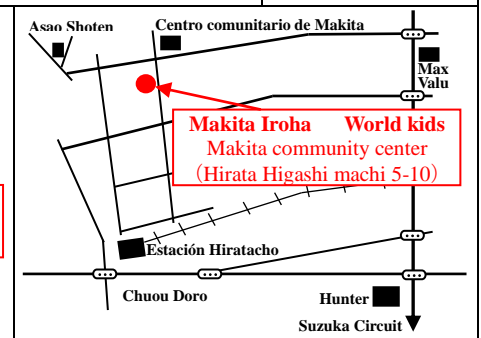 Asao Shoten
Centro comunitario de Makita
Max
Valu
Makita Iroha World kids
Makita community center
（Hirata Higashi machi 5-10）
Estación Hiratacho
Chuou Doro
Hunter
Suzuka Circuit